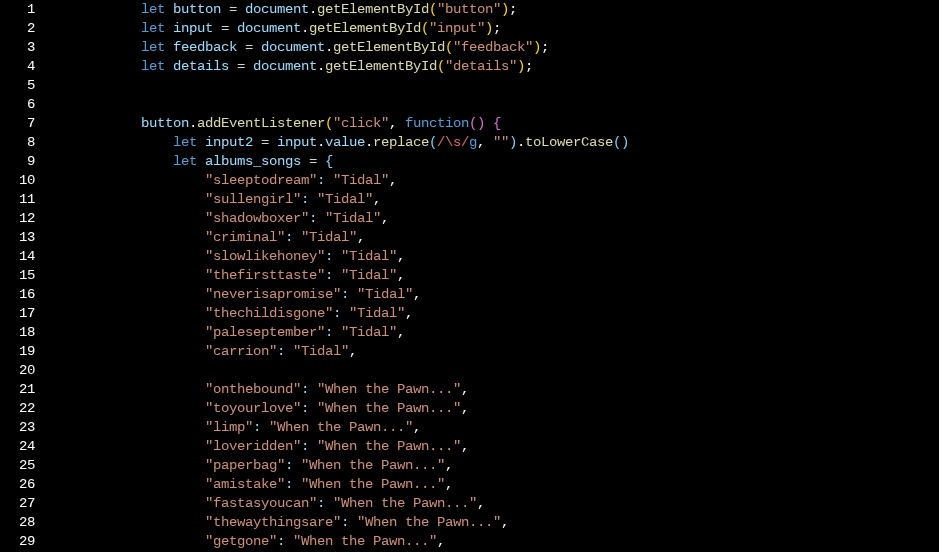 1 let button = document.getElementById("button");
2 let input = document.getElementById("input");
3 let feedback = document.getElementById("feedback");
4 let details = document.getElementById("details");
5
6
7 button.addEventListener("click", function() {
8 let input2 = input.value.replace(/\s/g, "").toLowerCase()
9 let albums_songs = {
10 "sleeptodream": "Tidal",
11 "sullengirl": "Tidal",
12 "shadowboxer": "Tidal",
13 "criminal": "Tidal",
14 "slowlikehoney": "Tidal",
15 "thefirsttaste": "Tidal",
16 "neverisapromise": "Tidal",
17 "thechildisgone": "Tidal",
18 "paleseptember": "Tidal",
19 "carrion": "Tidal",
20
21 "onthebound": "When the Pawn...",
22 "toyourlove": "When the Pawn...",
23 "limp": "When the Pawn...",
24 "loveridden": "When the Pawn...",
25 "paperbag": "When the Pawn...",
26 "amistake": "When the Pawn...",
27 "fastasyoucan": "When the Pawn...",
28 "thewaythingsare": "When the Pawn...",
29 "getgone": "When the Pawn...",